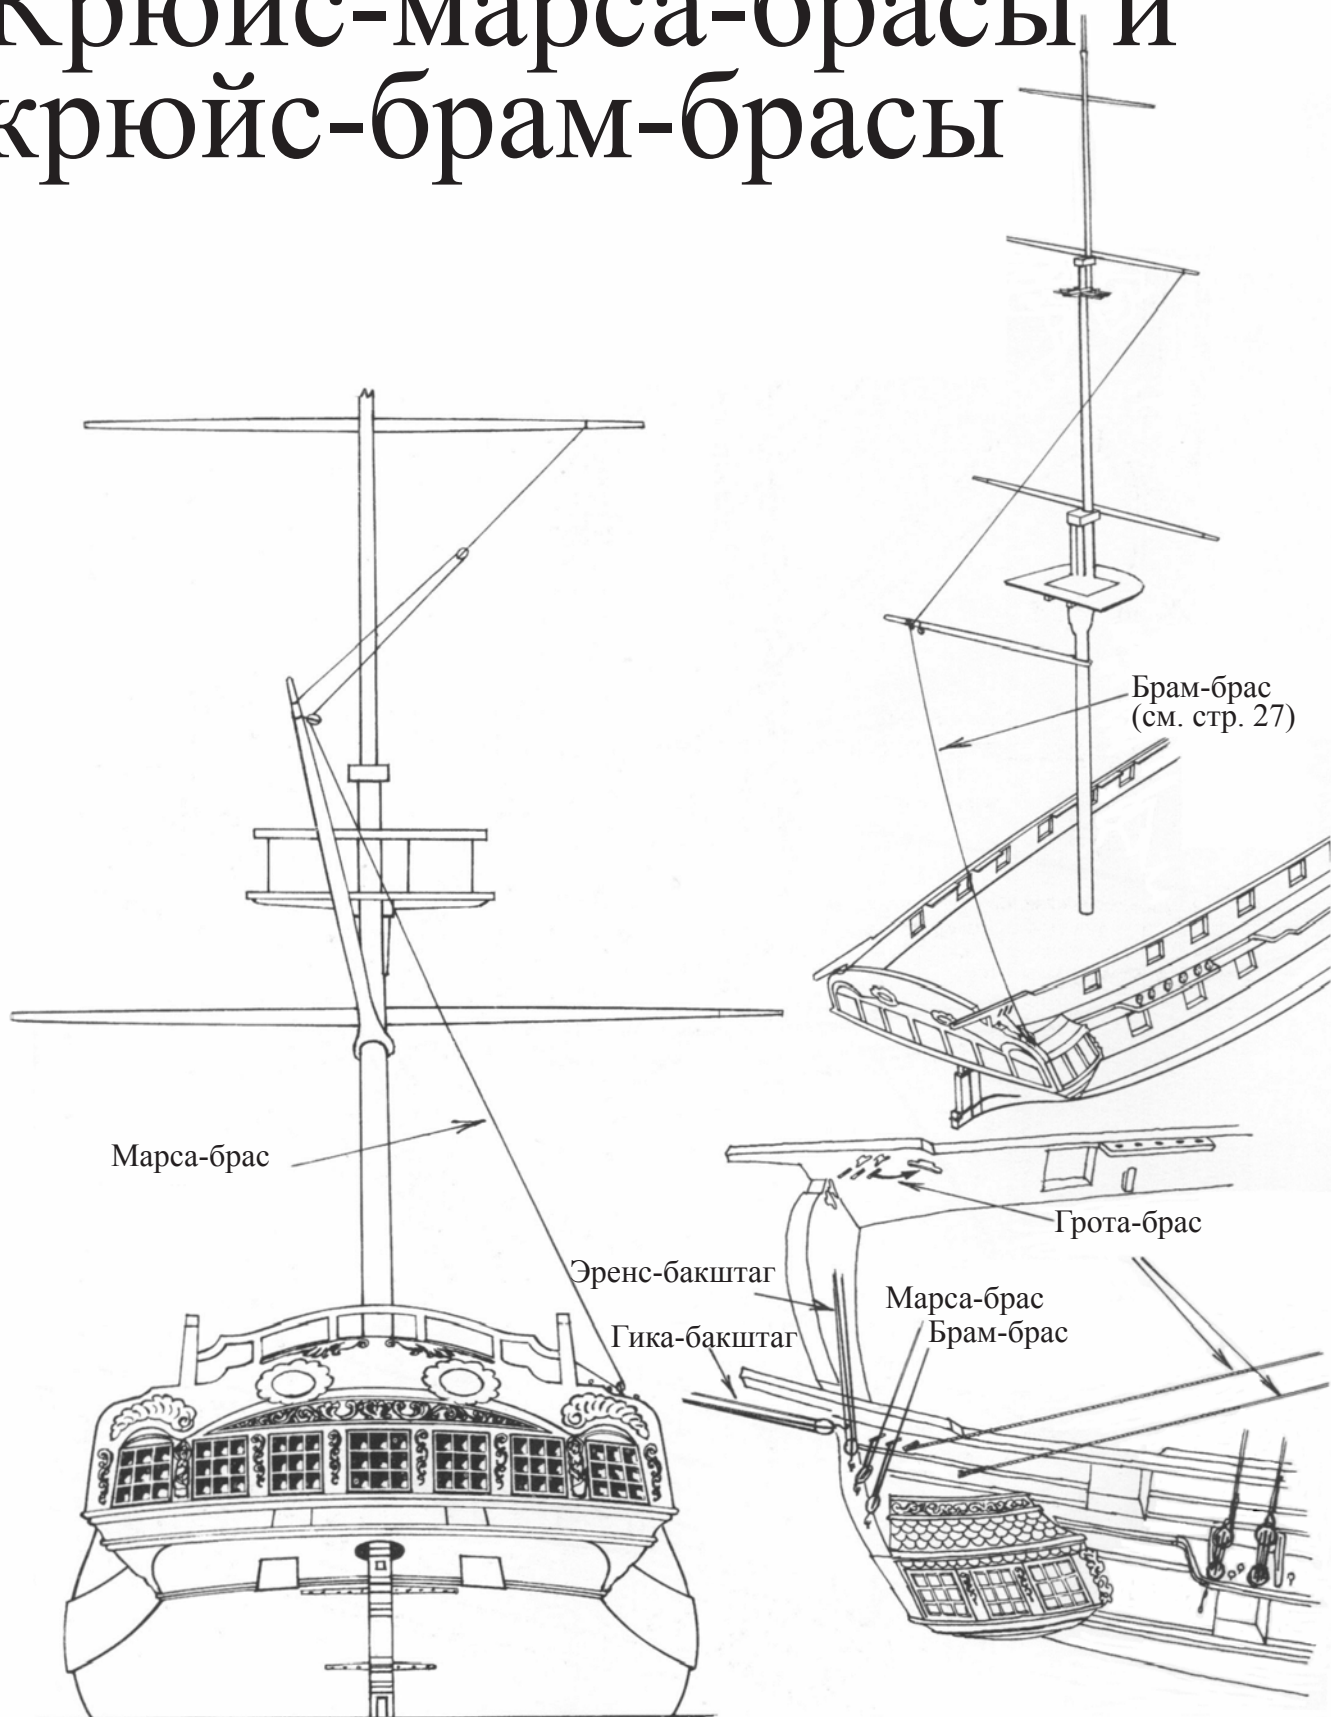 Крюйс-марса-брасы и
крюйс-брам-брасы
Брам-брас
(см. стр. 27)
Марса-брас
Грота-брас
Эренс-бакштаг
Марса-брас
Гика-бакштаг
Брам-брас